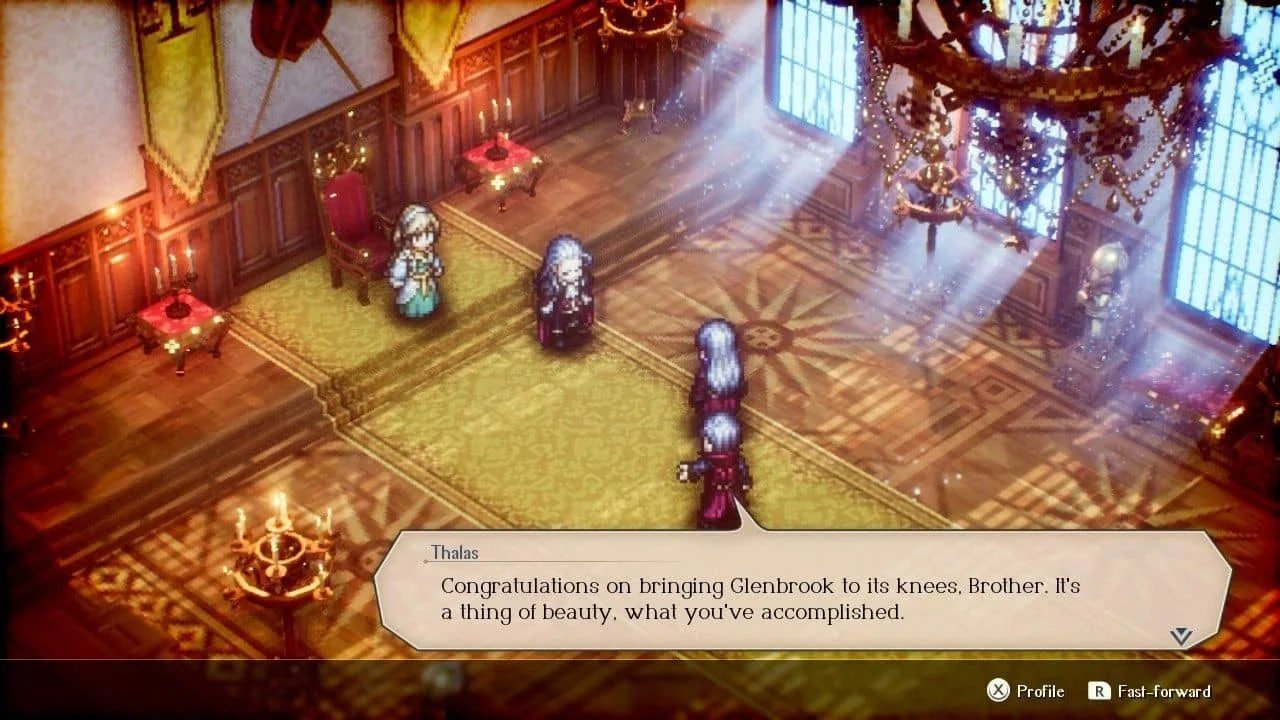 Thalas
Congratulations on bringing Glenbrook to its knees, Brother. It's
a thing of beauty, what you've accomplished.
X Profile R Fast-forward